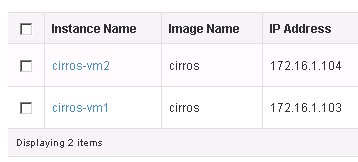 Instance Name Image Name IP Address
cirros-vm2 cirros 172.16.1.104
cirros-vm1 cirros 172.16.1.103
Displaying 2 items